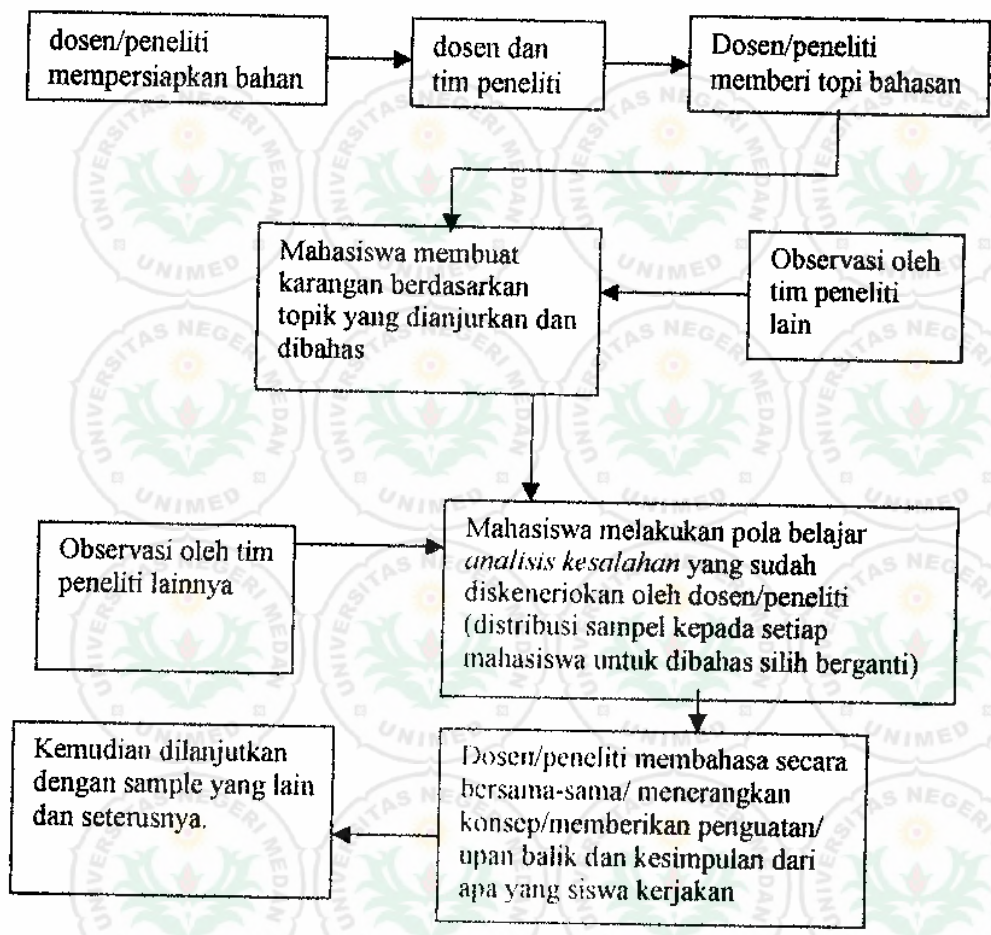 dosen/peneliti
mempersiapkan bahan
dosen dan
tim peneliti
Dosen/peneliti
memberi topi bahasan
Mahasiswa membuat
karangan berdasarkan
topik yang dianjurkan dan
dibahas
Observasi oleh
tim peneliti
lain
Observasi oleh tim
peneliti lainnya
Mahasiswa melakukan pola belajar
analisis kesalahan yang sudah
diskeneriokan oleh dosen/peneliti
(distribusi sampel kepada setiap
mahasiswa untuk dibahas silih berganti)
Kemudian dilanjutkan
dengan sample yang lain
dan seterusnya.
Dosen/peneliti membahasa secara
bersama-sama/ menerangkan
konsep/memberikan penguatan/
upan balik dan kesimpulan dari
apa yang siswa kerjakan
UNIVERSITAS NEGERI MEDAN
UNIMED